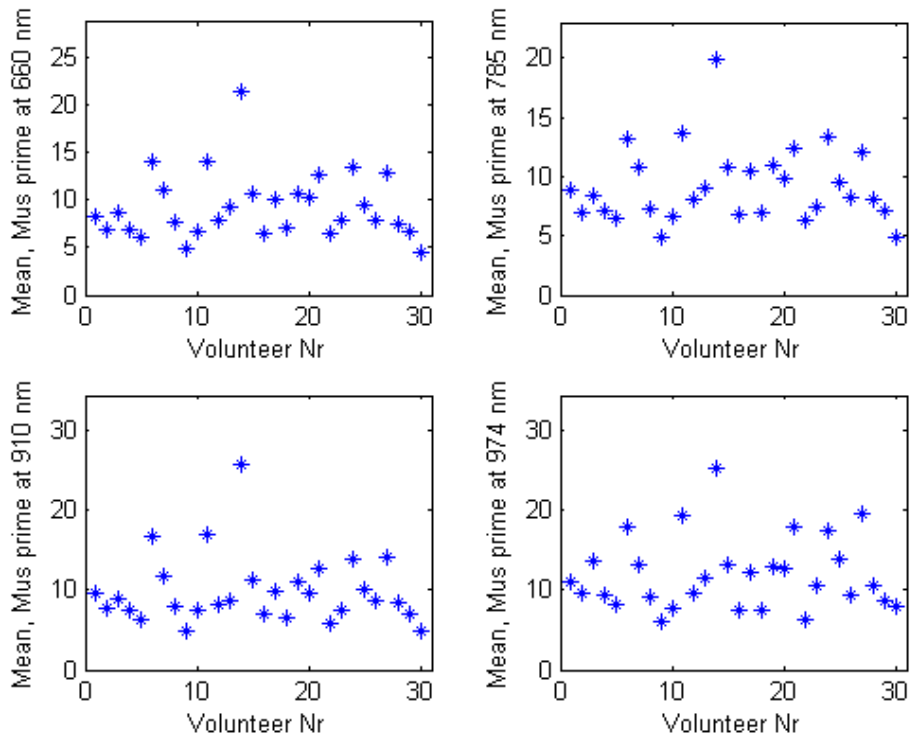 Mean, Mus prime at 660 nm
25
20
15
10
5
0
0 10 20 30
Volunteer Nr
Mean, Mus prime at 785 nm
20
15
10
5
0
0 10 20 30
Volunteer Nr
Mean, Mus prime at 910 nm
30
20
10
0
0 10 20 30
Volunteer Nr
Mean, Mus prime at 974 nm
30
20
10
0
0 10 20 30
Volunteer Nr